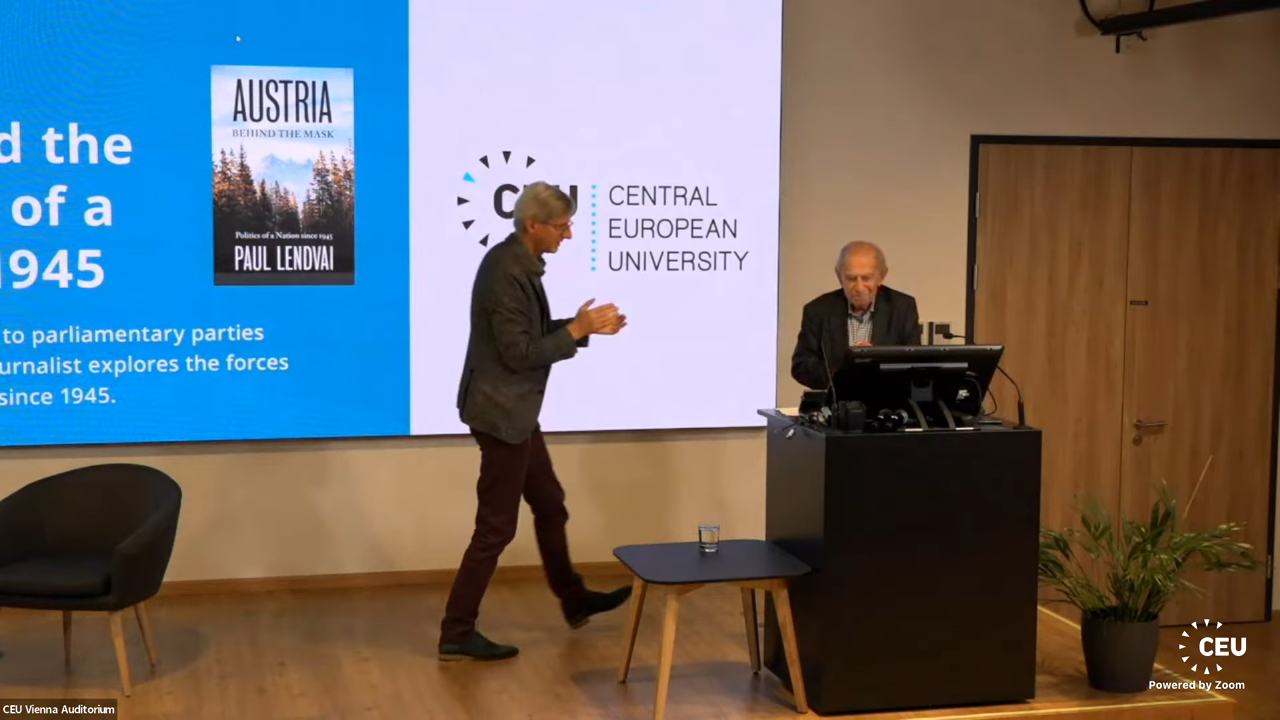 d the
of a
1945
to parliamentary parties
urnalist explores the forces
since 1945.
AUSTRIA
BEHIND THE MASK
Politics of a Nation since 1945
PAUL LENDVAI
CEU
CENTRAL
EUROPEAN
UNIVERSITY
CEU
Powered by Zoom
CEU Vienna Auditorium